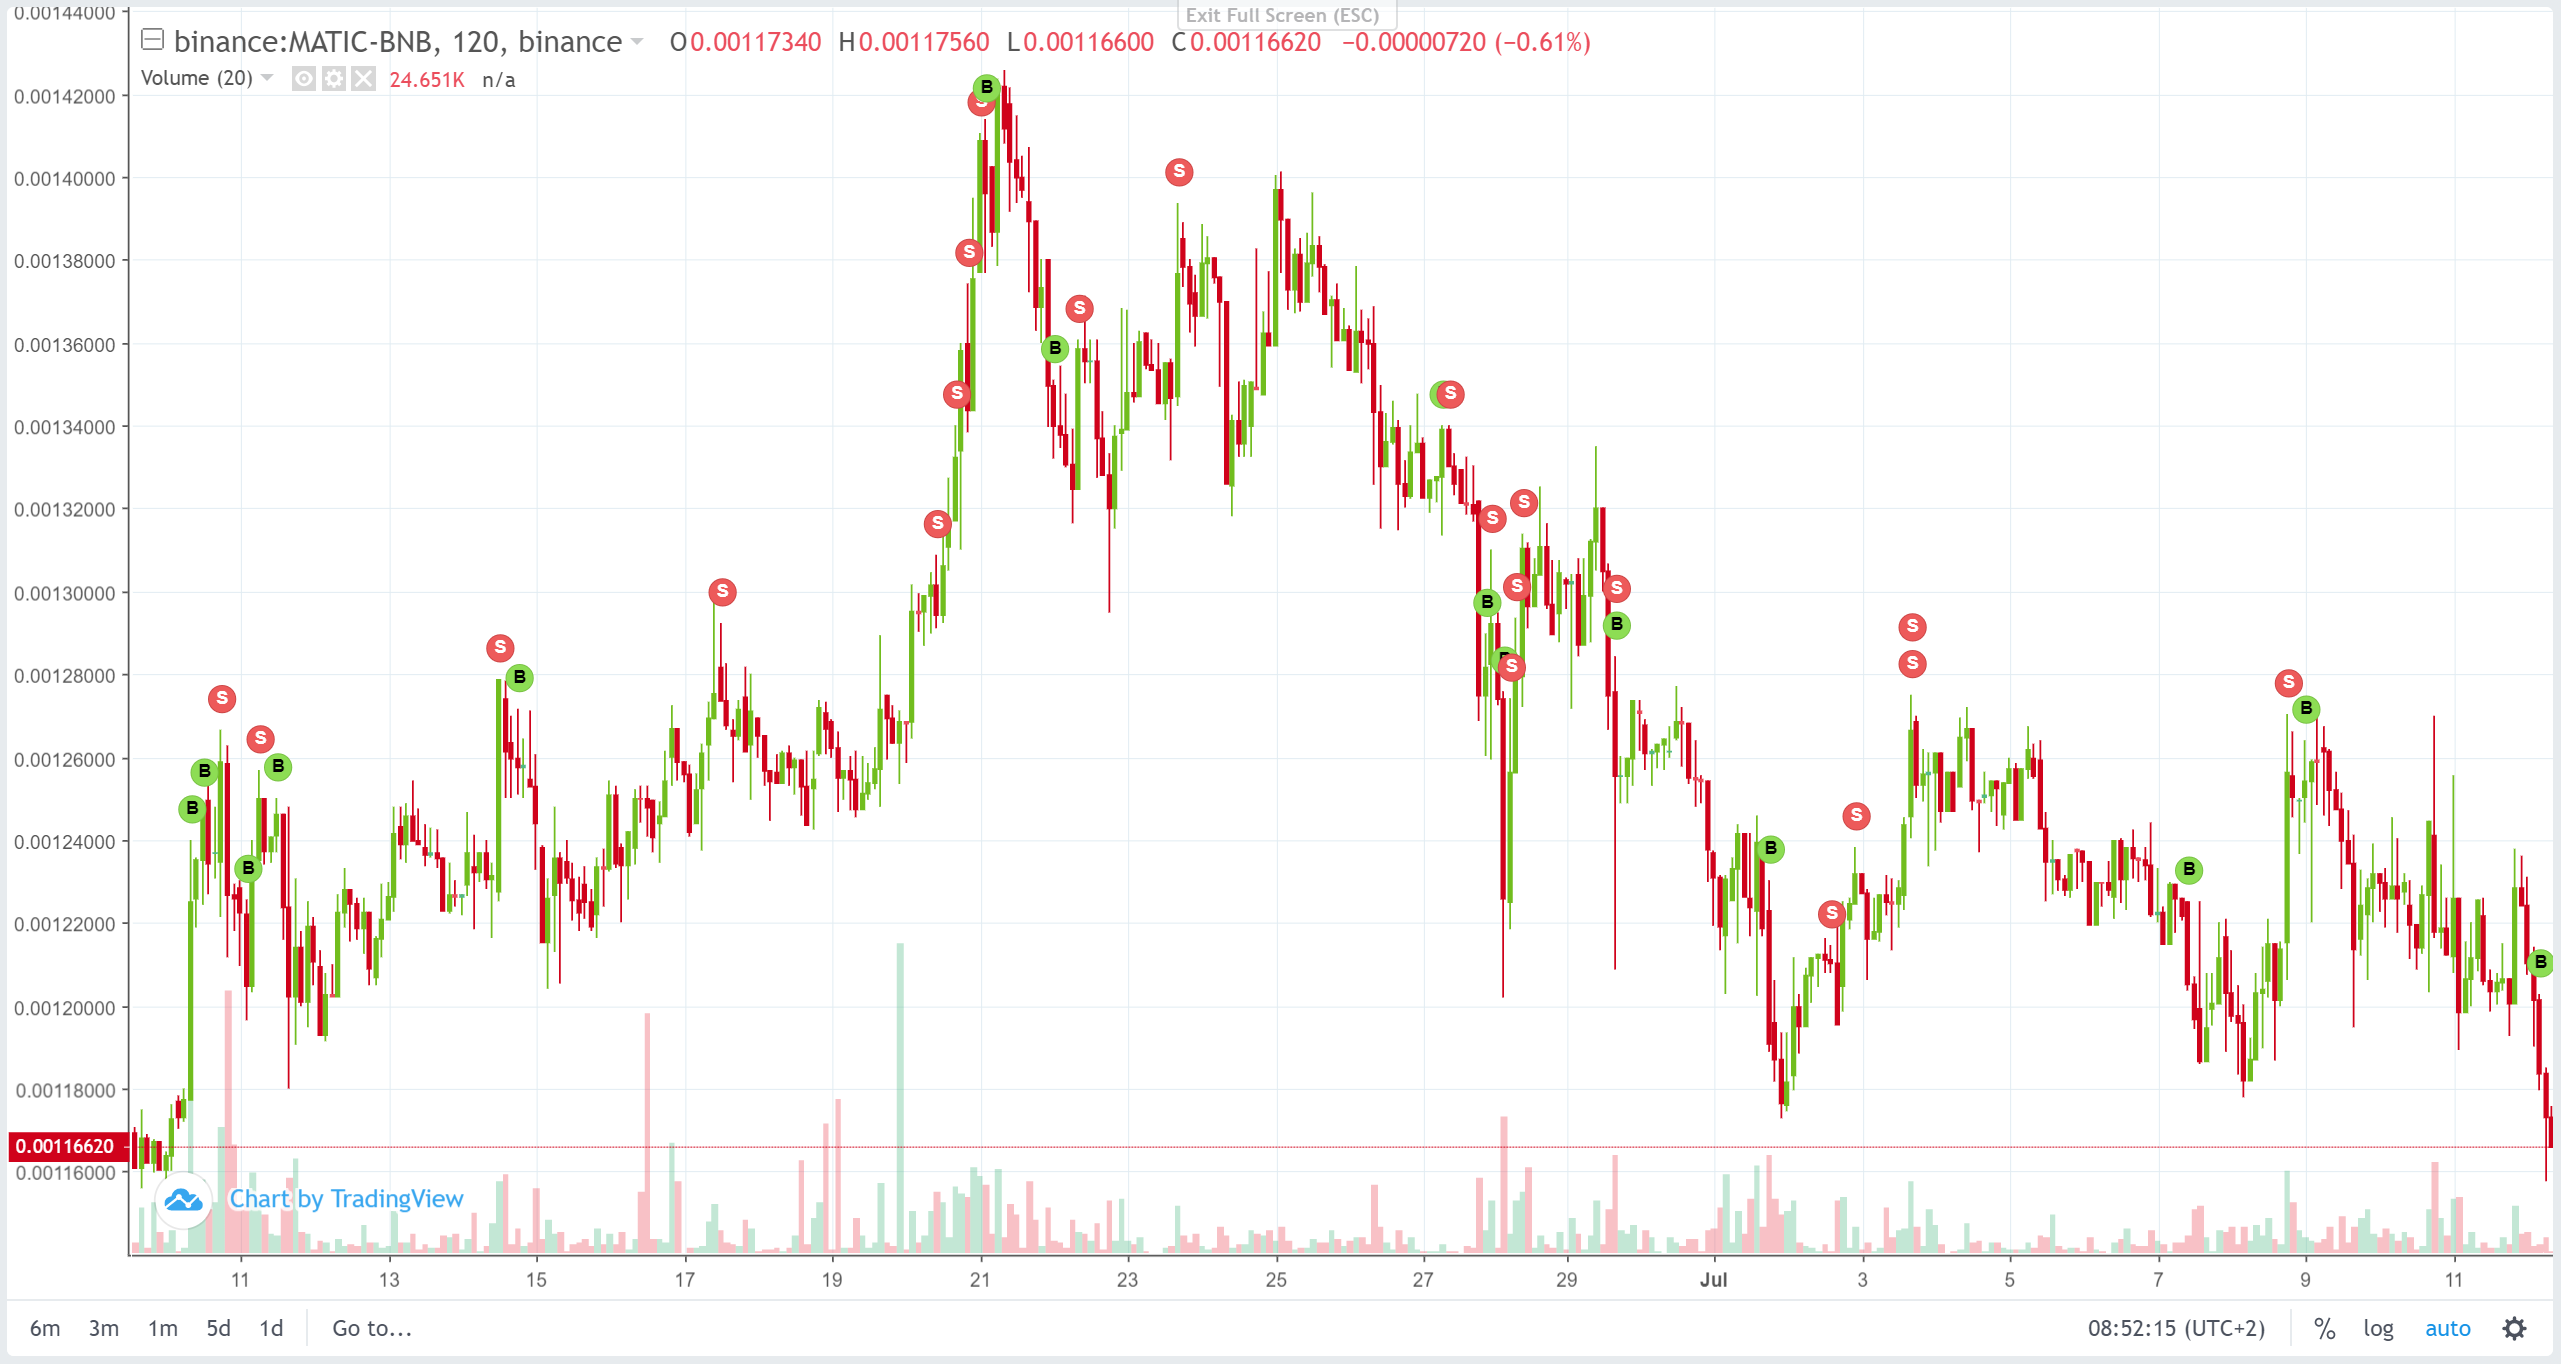 Exit Full Screen (ESC)
binance:MATIC-BNB, 120, binance O0.00117340 H0.00117560 L0.00116600 C0.00116620 −0.00000720 (−0.61%)
Volume (20) 24.651K n/a
0.00144000
0.00142000
0.00140000
0.00138000
0.00136000
0.00134000
0.00132000
0.00130000
0.00128000
0.00126000
0.00124000
0.00122000
0.00120000
0.00118000
0.00116620
0.00116000
B
S
S
S
S
S
B
S
S
S
S
S
B
S
S
S
B
S
S
B
B
S
S
S
S
B
S
B
S
B
B
S
B
B
B
S
S
B
B
Chart by TradingView
11 13 15 17 19 21 23 25 27 29 Jul 3 5 7 9 11
6m 3m 1m 5d 1d Go to... 08:52:15 (UTC+2) % log auto